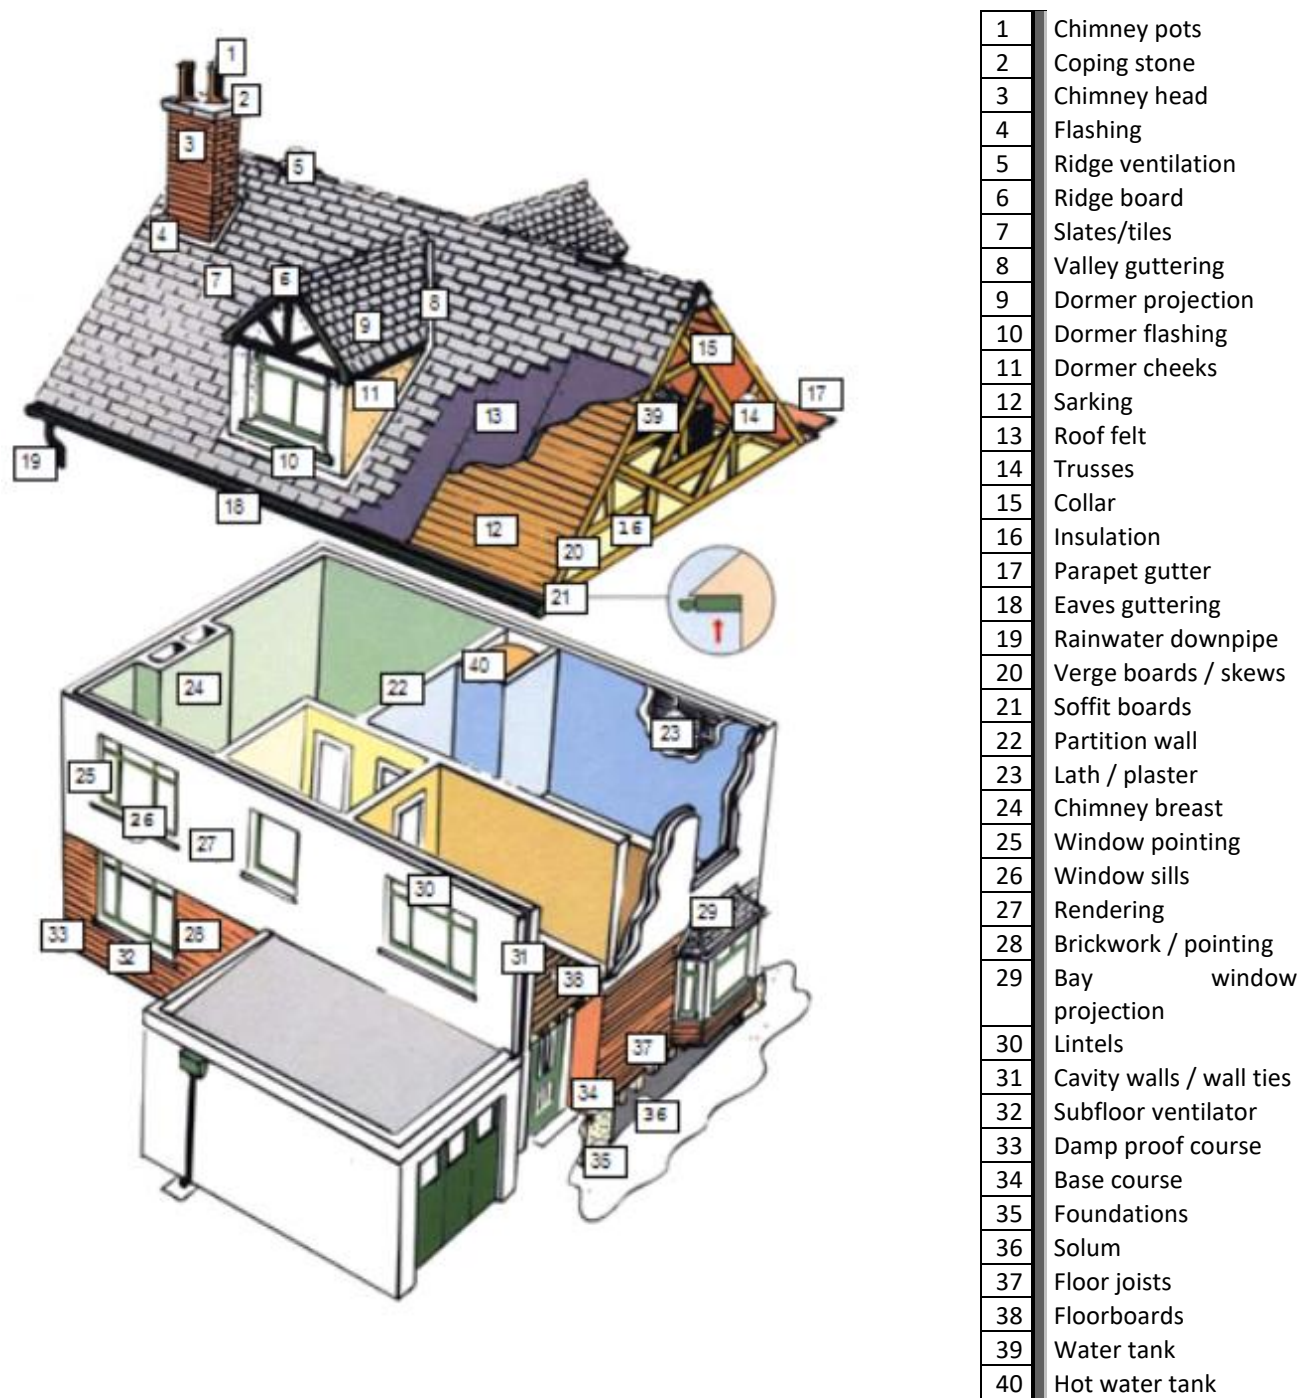 1
2
3
4
5
6
7
8
9
10
11
12
13
14
15
16
17
18
19
20
21
22
23
24
25
26
27
28
29
30
31
32
33
34
35
36
37
38
39
40
1 Chimney pots
2 Coping stone
3 Chimney head
4 Flashing
5 Ridge ventilation
6 Ridge board
7 Slates/tiles
8 Valley guttering
9 Dormer projection
10 Dormer flashing
11 Dormer cheeks
12 Sarking
13 Roof felt
14 Trusses
15 Collar
16 Insulation
17 Parapet gutter
18 Eaves guttering
19 Rainwater downpipe
20 Verge boards / skews
21 Soffit boards
22 Partition wall
23 Lath / plaster
24 Chimney breast
25 Window pointing
26 Window sills
27 Rendering
28 Brickwork / pointing
29 Bay window
projection
30 Lintels
31 Cavity walls / wall ties
32 Subfloor ventilator
33 Damp proof course
34 Base course
35 Foundations
36 Solum
37 Floor joists
38 Floorboards
39 Water tank
40 Hot water tank